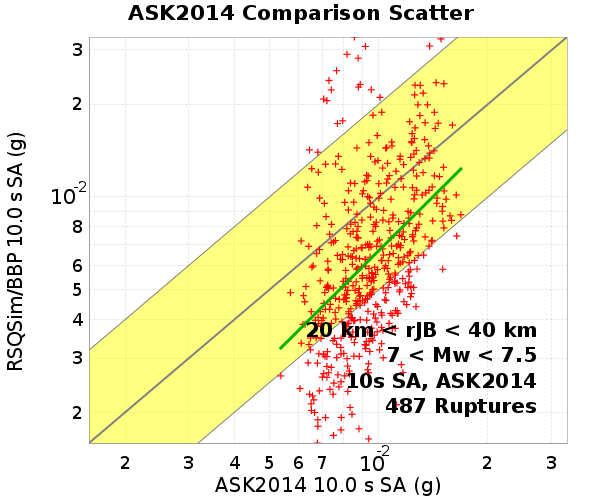 ASK2014 Comparison Scatter
RSQSim/BBP 10.0 s SA (g)
3
2
10-2
8
6
5
4
3
2
20 km < rJB < 40 km
7 < Mw < 7.5
10s SA, ASK2014
487 Ruptures
2 3 4 5 6 7 10-2 2 3
ASK2014 10.0 s SA (g)